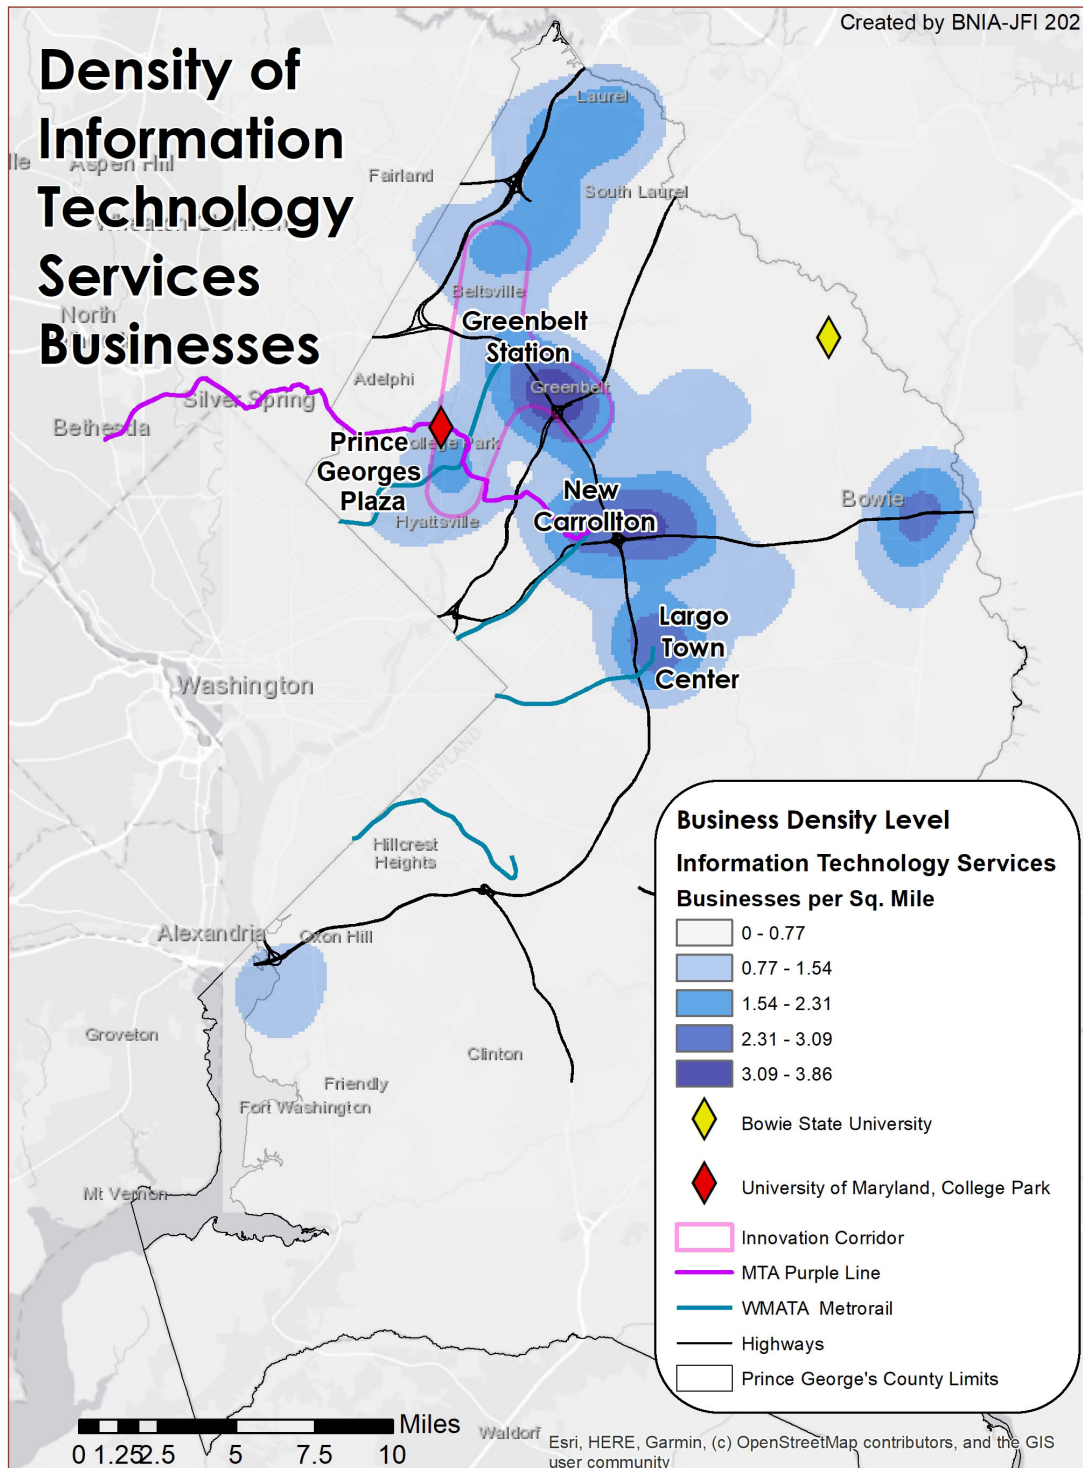 Created by BNIA-JFI 202
Density of
Information
Technology
Services
Businesses
Laurel
lle
Aspen Hill
Fairland
South Laurel
Beltsville
North
Greenbelt
Station
Adelphi
Greenbelt
Silver Spring
Bethesda
Prince
Georges
Plaza
ollege Park
New
Carrollton
Bowie
Hyattsville
Largo
Town
Center
Washington
MARYLAND
Hillcrest
Heights
Alexandria
Oxon Hill
Groveton
Clinton
Friendly
Fort Washington
Mt Vernon
Business Density Level
Information Technology Services
Businesses per Sq. Mile
0 - 0.77
0.77 - 1.54
1.54 - 2.31
2.31 - 3.09
3.09 - 3.86
Bowie State University
University of Maryland, College Park
Innovation Corridor
MTA Purple Line
WMATA Metrorail
Highways
Prince George's County Limits
Miles
0 1.25 2.5 5 7.5 10
Waldorf
Esri, HERE, Garmin, (c) OpenStreetMap contributors, and the GIS
user community